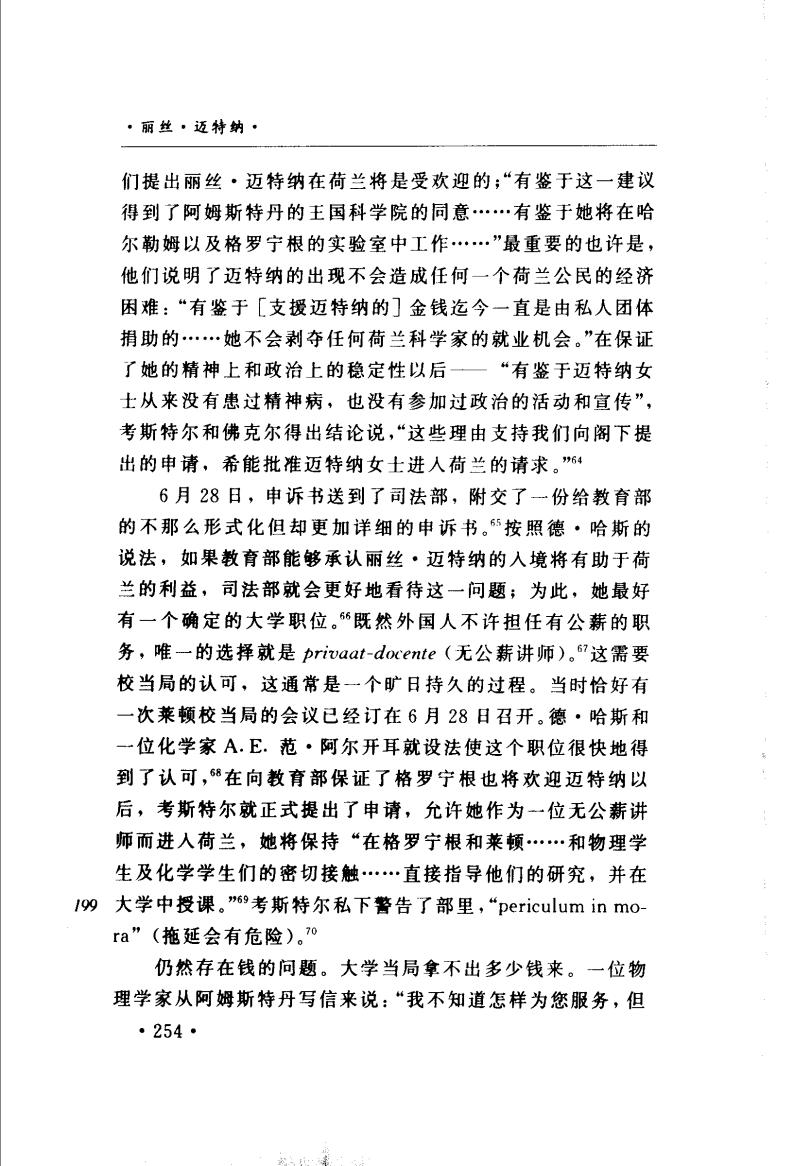 ·丽丝·迈特纳·
们提出丽丝·迈特纳在荷兰将是受欢迎的;“有鉴于这一建议
得到了阿姆斯特丹的王国科学院的同意……有鉴于她将在哈
尔勒姆以及格罗宁根的实验室中工作……”最重要的也许是,
他们说明了迈特纳的出现不会造成任何一个荷兰公民的经济
困难:“有鉴于[支援迈特纳的]金钱迄今一直是由私人团体
捐助的……她不会剥夺任何荷兰科学家的就业机会。”在保证
了她的精神上和政治上的稳定性以后——“有鉴于迈特纳女
士从来没有患过精神病,也没有参加过政治的活动和宣传”,
考斯特尔和佛克尔得出结论说,“这些理由支持我们向阁下提
出的申请,希能批准迈特纳女士进入荷兰的请求。”64
6月28日,申诉书送到了司法部,附交了一份给教育部
的不那么形式化但却更加详细的申诉书。65按照德·哈斯的
说法,如果教育部能够承认丽丝·迈特纳的入境将有助于荷
兰的利益,司法部就会更好地看待这一问题;为此,她最好
有一个确定的大学职位。66既然外国人不许担任有公薪的职
务,唯一的选择就是 privaat-docente(无公薪讲师)。67这需要
校当局的认可,这通常是一个旷日持久的过程。当时恰好有
一次莱顿校当局的会议已经订在6月28日召开。德·哈斯和
一位化学家A.E.范·阿尔开耳就设法使这个职位很快地得
到了认可,68在向教育部保证了格罗宁根也将欢迎迈特纳以
后,考斯特尔就正式提出了申请,允许她作为一位无公薪讲
师而进入荷兰,她将保持“在格罗宁根和莱顿……和物理学
生及化学学生们的密切接触……直接指导他们的研究,并在
199 大学中授课。”69考斯特尔私下警告了部里,“periculum in mo-
ra”(拖延会有危险)。70
仍然存在钱的问题。大学当局拿不出多少钱来。一位物
理学家从阿姆斯特丹写信来说:“我不知道怎样为您服务,但
·254·